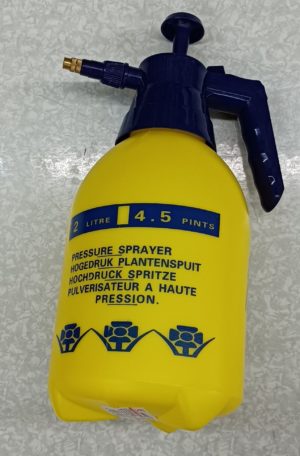 2 LITRE 4.5 PINTS
PRESSURE SPRAYER
HOGEDRUK PLANTENSPUIT
HOCHDRUCK SPRITZE
PULVERISATEUR A HAUTE
PRESSION.